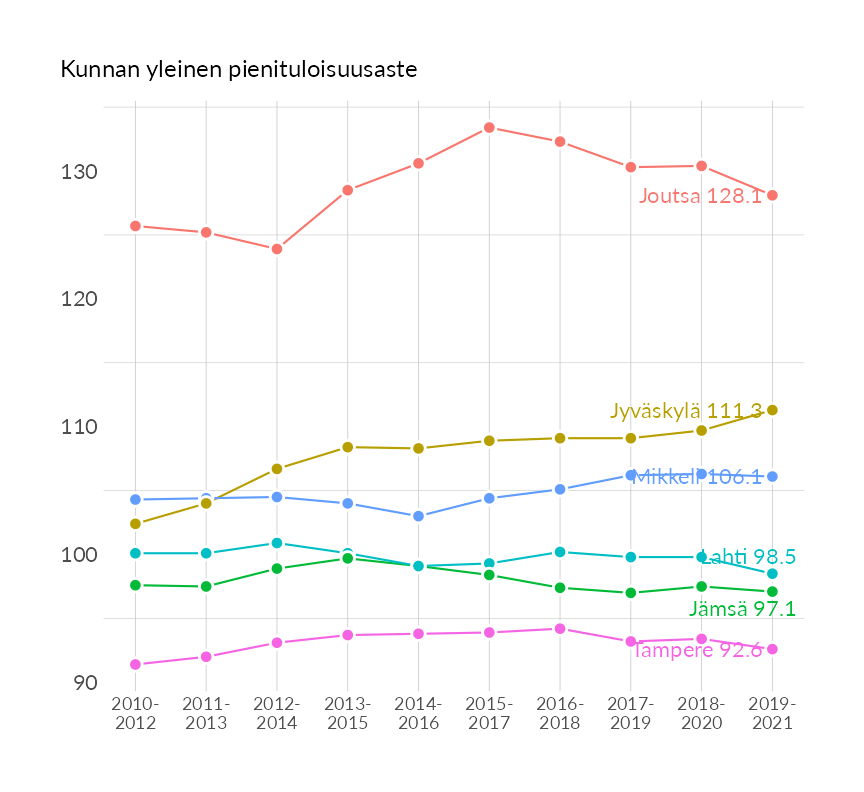 Kunnan yleinen pienituloisuusaste
130
Joutsa 128.1
120
110
Jyväskylä 111.3
Mikkeli 106.1
100
Lahti 98.5
Jämsä 97.1
Tampere 92.6
90
2010- 2011- 2012- 2013- 2014- 2015- 2016- 2017- 2018- 2019-
2012 2013 2014 2015 2016 2017 2018 2019 2020 2021